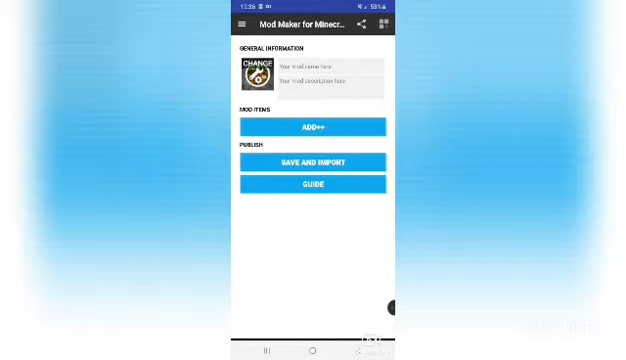 Mod Maker for Minecr...
GENERAL INFORMATION
CHANGE
Your mod name here
Your mod description here
MOD ITEMS
ADD++
PUBLISH
SAVE AND IMPORT
GUIDE